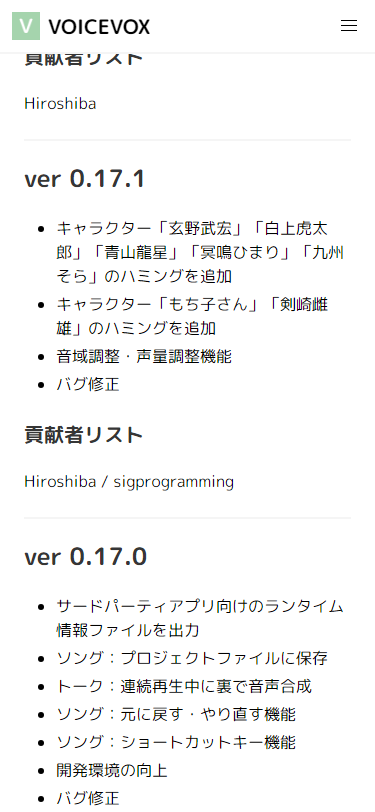 V VOICEVOX
貢献者リスト
Hiroshiba
ver 0.17.1
キャラクター「玄野武宏」「白上虎太
郎」「青山龍星」「冥鳴ひまり」「九州
そら」のハミングを追加
キャラクター「もち子さん」「剣崎雌
雄」のハミングを追加
音域調整・声量調整機能
バグ修正
貢献者リスト
Hiroshiba / sigprogramming
ver 0.17.0
サードパーティアプリ向けのランタイム
情報ファイルを出力
ソング：プロジェクトファイルに保存
トーク：連続再生中に裏で音声合成
ソング：元に戻す・やり直す機能
ソング：ショートカットキー機能
開発環境の向上
バグ修正